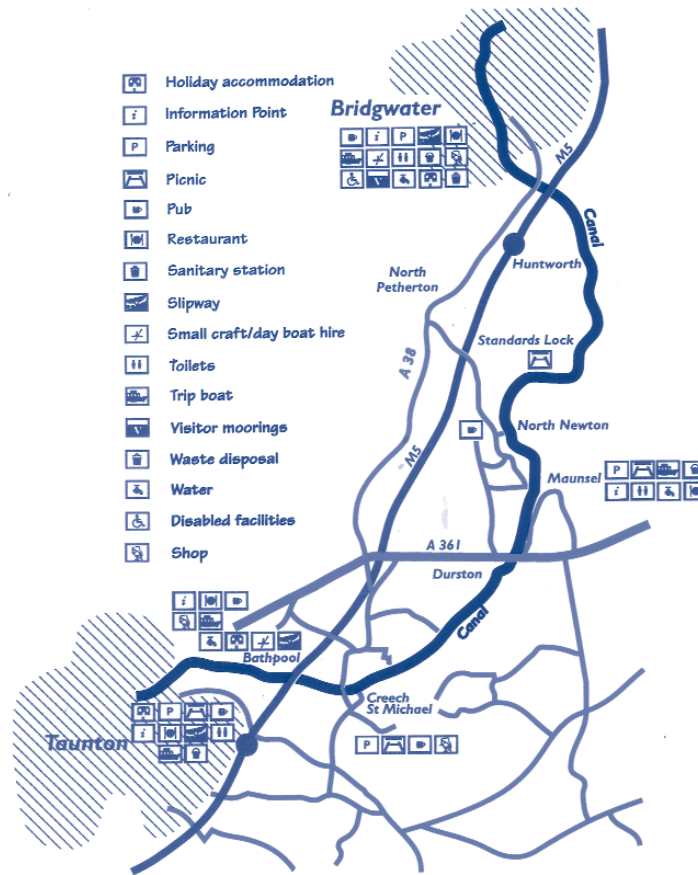 Holiday accommodation
Information Point
Parking
Picnic
Pub
Restaurant
Sanitary station
Slipway
Small craft/day boat hire
Toilets
Trip boat
Visitor moorings
Waste disposal
Water
Disabled facilities
Shop
i
P
Bridgwater
i
P
M5
Canal
Huntworth
North
Petherton
Standards Lock
A 38
North Newton
M5
Maunsel
P
i
A 361
Durston
i
Canal
Bathpool
Creech
St Michael
P
Taunton
P
i